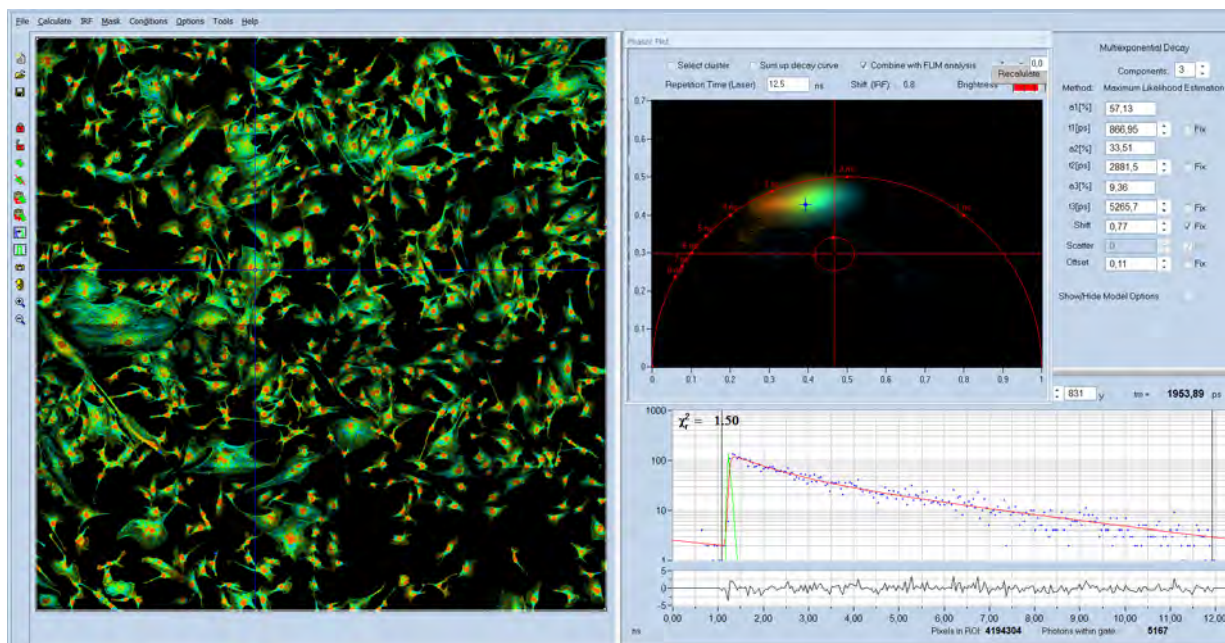 File Calculate IRF Mask Conditions Options Tools Help
Phasor Plot
Select cluster Sum up decay curve Combine with FLIM analysis 0,0
Recalculate
Repetition Time (Laser) 12.5 ns Shift (IRF) 0.8 Brightness
0.7
0.6
0.5
0.4
0.3
0.2
0.1
0
0 0.1 0.2 0.3 0.4 0.5 0.6 0.7 0.8 0.9 1
Multiexponential Decay
Components: 3
Method: Maximum Likelihood Estimation
a1[%] 57,13
t1[ps] 866,95 Fix
a2[%] 33,51
t2[ps] 2881,5 Fix
a3[%] 9,36
t3[ps] 5265,7 Fix
Shift 0,77 Fix
Scatter 0 Fix
Offset 0,11 Fix
Show/Hide Model Options
831 y tm = 1953,89 ps
χ²r = 1.50
1000
100
10
1
5
0
-5
0,00 1,00 2,00 3,00 4,00 5,00 6,00 7,00 8,00 9,00 10,00 11,00
ns Pixels in ROI: 4194304 Photons within gate: 5167